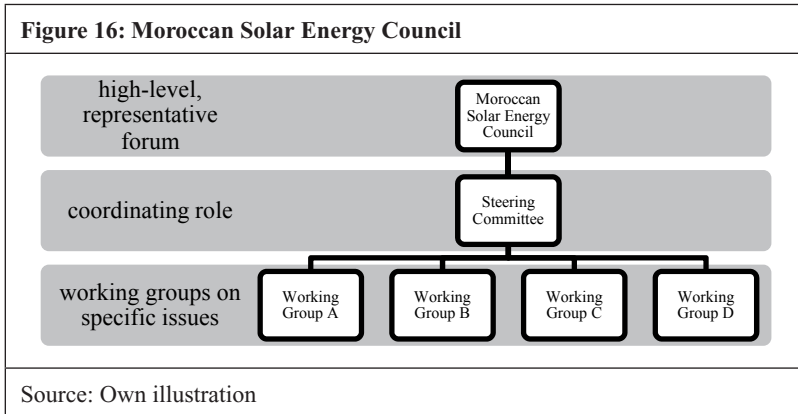 Figure 16: Moroccan Solar Energy Council
high-level,
representative
forum
Moroccan
Solar Energy
Council
coordinating role
Steering
Committee
working groups on
specific issues
Working
Group A
Working
Group B
Working
Group C
Working
Group D
Source: Own illustration